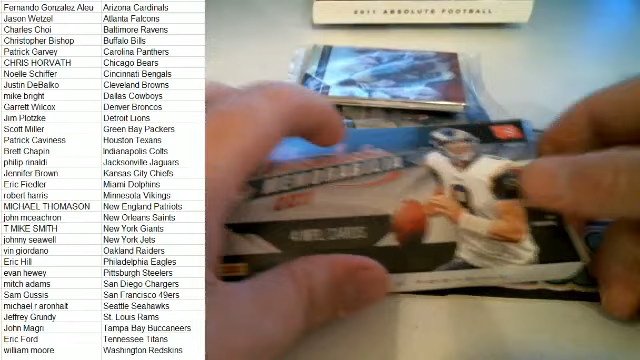 Fernando Gonzalez Aleu Arizona Cardinals
Jason Wetzel Atlanta Falcons
Charles Choi Baltimore Ravens
Christopher Bishop Buffalo Bills
Patrick Garvey Carolina Panthers
CHRIS HORVATH Chicago Bears
Noelle Schiffer Cincinnati Bengals
Justin DeBalko Cleveland Browns
mike bright Dallas Cowboys
Garrett Wilcox Denver Broncos
Jim Plotzke Detroit Lions
Scott Miller Green Bay Packers
Patrick Caviness Houston Texans
Brett Chapin Indianapolis Colts
philip rinaldi Jacksonville Jaguars
Jennifer Brown Kansas City Chiefs
Eric Fiedler Miami Dolphins
robert harris Minnesota Vikings
MICHAEL THOMASON New England Patriots
john mceachron New Orleans Saints
T MIKE SMITH New York Giants
johnny seawell New York Jets
vin giordano Oakland Raiders
Eric Hill Philadelphia Eagles
evan hewey Pittsburgh Steelers
mitch adams San Diego Chargers
Sam Gussis San Francisco 49ers
michael r aronhalt Seattle Seahawks
Jeffrey Grundy St. Louis Rams
John Magri Tampa Bay Buccaneers
Eric Ford Tennessee Titans
william moore Washington Redskins
2011 ABSOLUTE FOOTBALL